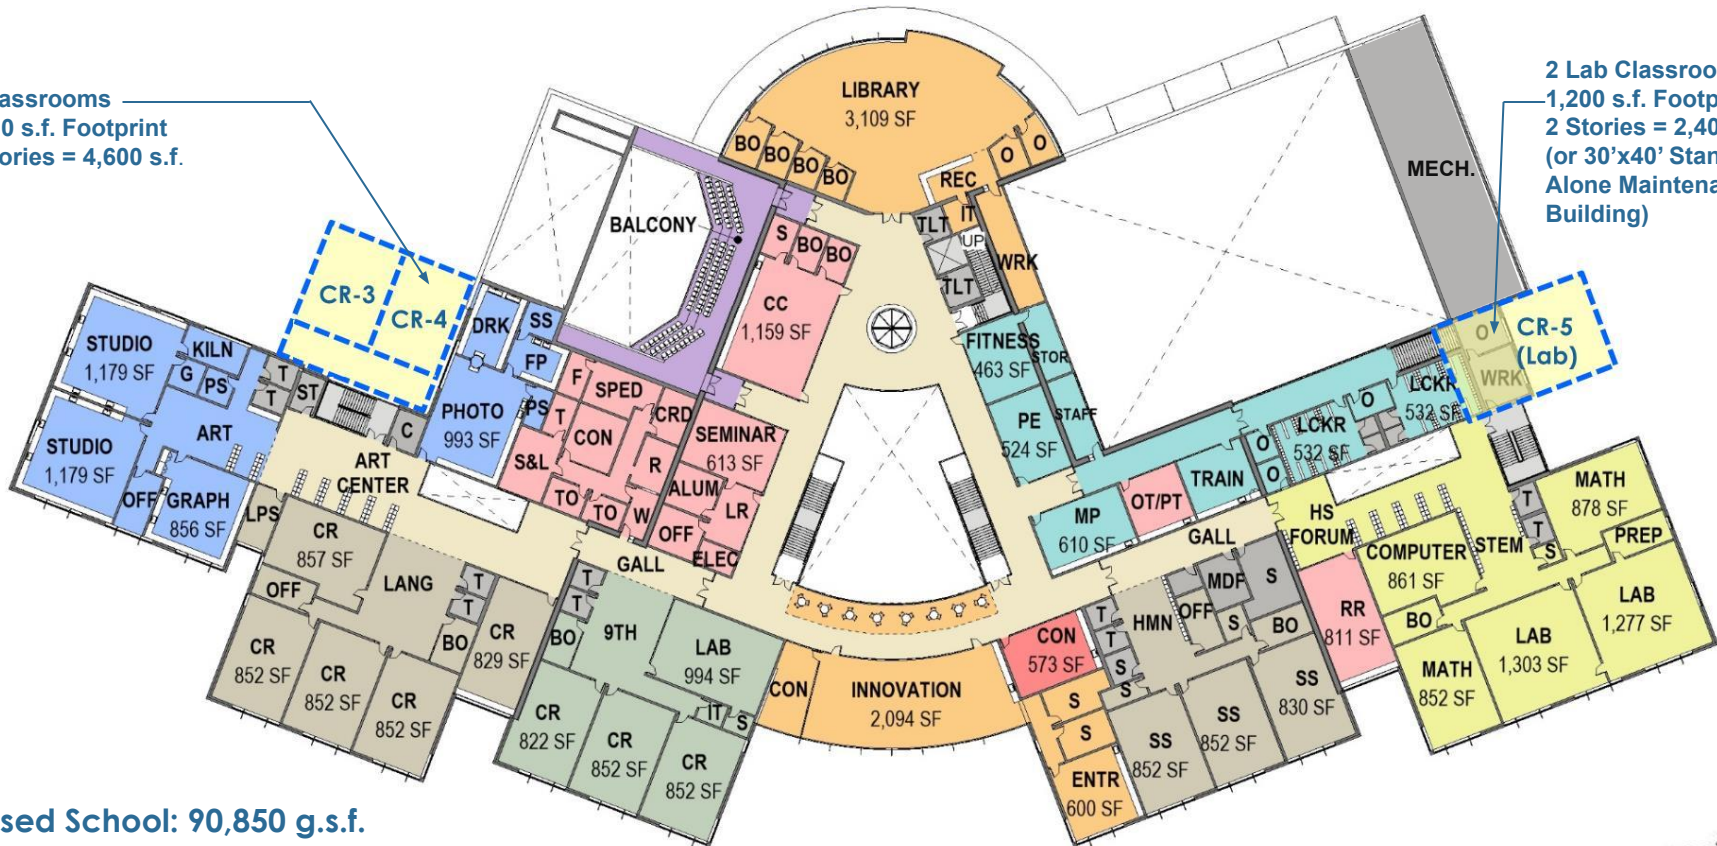 assrooms
0 s.f. Footprint
ories = 4,600 s.f.
2 Lab Classroo
1,200 s.f. Footp
2 Stories = 2,40
(or 30'x40' Stan
Alone Maintena
Building)
LIBRARY
3,109 SF
BO
BO
BO
BO
O
O
REC
IT
TLT
UP
TLT
WRK
MECH.
BALCONY
S
BO
BO
CC
1,159 SF
CR-3
CR-4
CR-5
(Lab)
O
WRK
STUDIO
1,179 SF
KILN
G
PS
T
T
ST
C
STUDIO
1,179 SF
ART
OFF
GRAPH
856 SF
ART
CENTER
DRK
SS
FP
PS
PHOTO
993 SF
F
SPED
T
CON
CRD
S&L
R
TO
TO
W
SEMINAR
613 SF
ALUM
LR
OFF
ELEC
FITNESS
463 SF
STOR
PE
524 SF
STAFF
LCKR
532 SF
O
LCKR
532 SF
O
O
TRAIN
OT/PT
MP
610 SF
GALL
GALL
HS
FORUM
COMPUTER
861 SF
STEM
T
T
S
MATH
878 SF
PREP
LAB
1,277 SF
LAB
1,303 SF
BO
MATH
852 SF
RR
811 SF
LPS
CR
857 SF
OFF
LANG
T
T
BO
CR
829 SF
CR
852 SF
CR
852 SF
CR
852 SF
T
T
BO
9TH
LAB
994 SF
IT
S
CR
822 SF
CR
852 SF
CR
852 SF
CON
INNOVATION
2,094 SF
CON
573 SF
T
T
S
S
HMN
OFF
MDF
S
S
BO
S
S
ENTR
600 SF
SS
852 SF
SS
852 SF
SS
830 SF
sed School: 90,850 g.s.f.